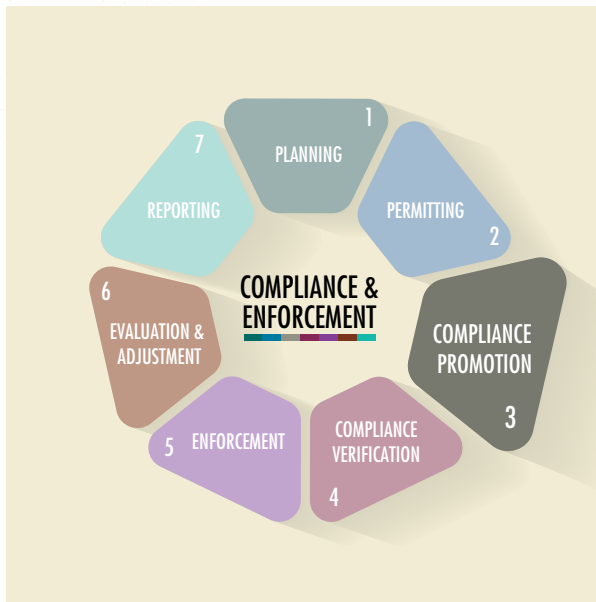 1
PLANNING
PERMITTING
2
COMPLIANCE
PROMOTION
3
COMPLIANCE
VERIFICATION
4
5
ENFORCEMENT
6
EVALUATION &
ADJUSTMENT
7
REPORTING
COMPLIANCE &
ENFORCEMENT